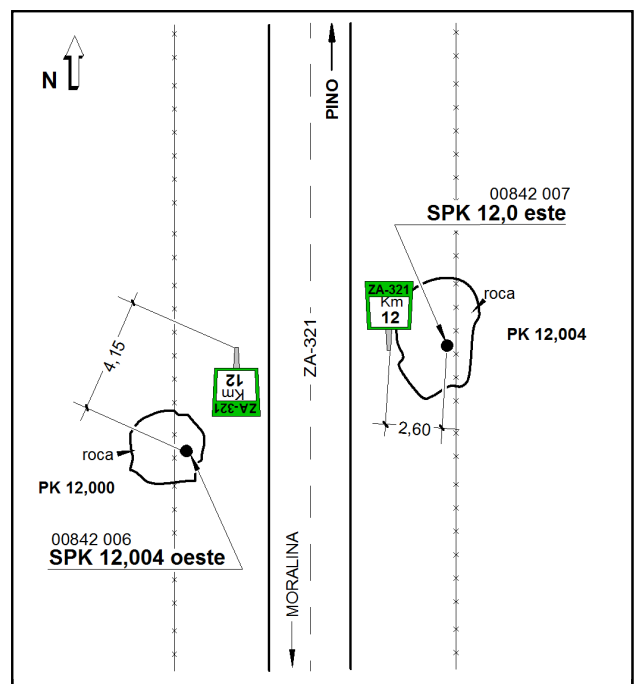 N
PINO
00842 007
SPK 12,0 este
ZA-321
Km
12
roca
PK 12,004
4,15
ZA-321
12
Km
ZA-321
2,60
roca
PK 12,000
00842 006
SPK 12,004 oeste
MORALINA